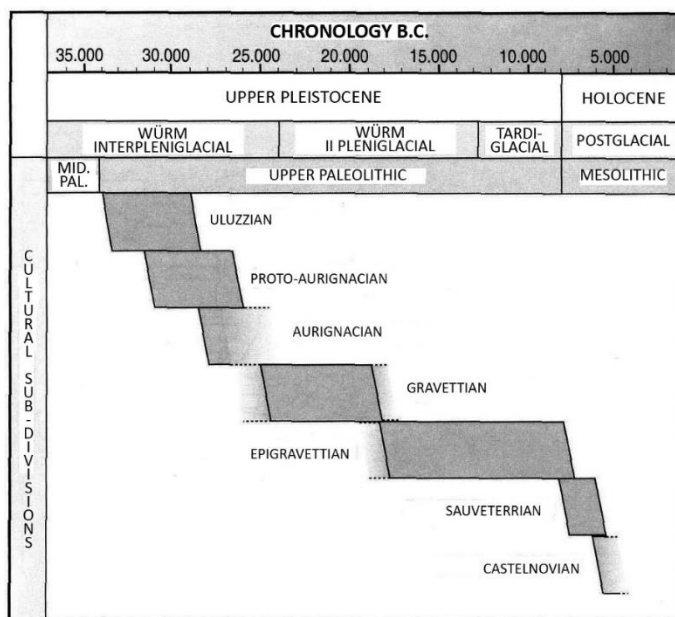 CHRONOLOGY B.C.
35.000 30.000 25.000 20.000 15.000 10.000 5.000
UPPER PLEISTOCENE
HOLOCENE
WÜRM
INTERPLENIGLACIAL
WÜRM
II PLENIGLACIAL
TARDI-
GLACIAL
POSTGLACIAL
MID.
PAL.
UPPER PALEOLITHIC
MESOLITHIC
CULTURAL SUB-DIVISIONS
ULUZZIAN
PROTO-AURIGNACIAN
AURIGNACIAN
GRAVETTIAN
EPIGRAVETTIAN
SAUVETERRIAN
CASTELNOVIAN